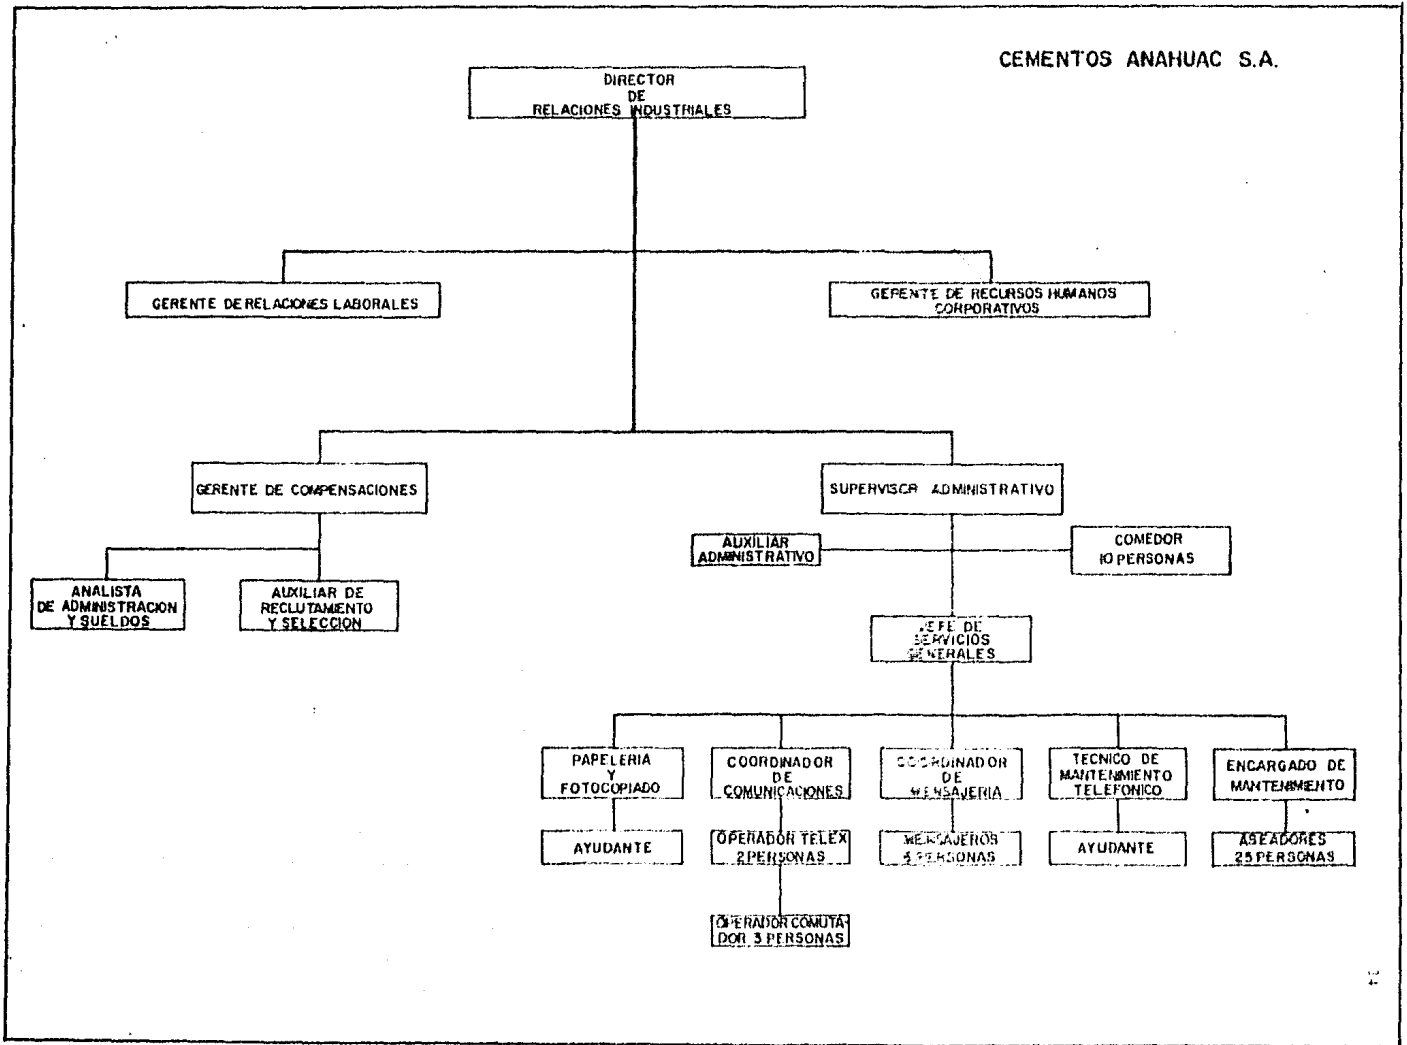 CEMENTOS ANAHUAC S.A.
DIRECTOR
DE
RELACIONES INDUSTRIALES
GERENTE DE RELACIONES LABORALES
GERENTE DE RECURSOS HUMANOS
CORPORATIVOS
GERENTE DE COMPENSACIONES
SUPERVISOR ADMINISTRATIVO
AUXILIAR
ADMINISTRATIVO
COMEDOR
10 PERSONAS
ANALISTA
DE ADMINISTRACION
Y SUELDOS
AUXILIAR DE
RECLUTAMIENTO
Y SELECCION
JEFE DE
SERVICIOS
GENERALES
PAPELERIA
Y
FOTOCOPIADO
COORDINADOR
DE
COMUNICACIONES
COORDINADOR
DE
MENSAJERIA
TECNICO DE
MANTENIMIENTO
TELEFONICO
ENCARGADO DE
MANTENIMIENTO
AYUDANTE
OPERADOR TELEX
2 PERSONAS
MENSAJEROS
PERSONAS
AYUDANTE
ASEADORES
25 PERSONAS
OPERADOR COMUTA-
DOR 3 PERSONAS